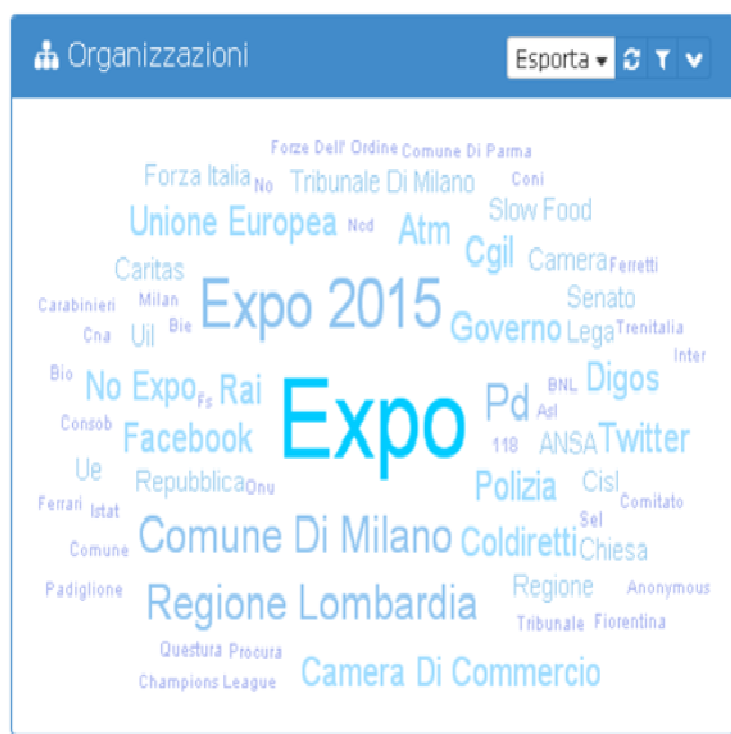 Organizzazioni
Esporta
Forze Dell' Ordine Comune Di Parma
Forza Italia No Tribunale Di Milano Coni
Unione Europea Ncd Atm Slow Food
Cgil Camera Ferretti
Caritas
Carabinieri Milan Expo 2015 Senato
Cna Uil Bie Governo Lega Trenitalia
Inter
Bio No Expo Fs Rai Expo Pd BNL Asl Digos
Consob Facebook 118 ANSA Twitter
Ue Repubblica Onu Polizia Cisl
Ferrari Istat Comitato
Comune Comune Di Milano Coldiretti Sel Chiesa
Padiglione Regione Lombardia Regione Anonymous
Tribunale Fiorentina
Questura Procura
Champions League Camera Di Commercio